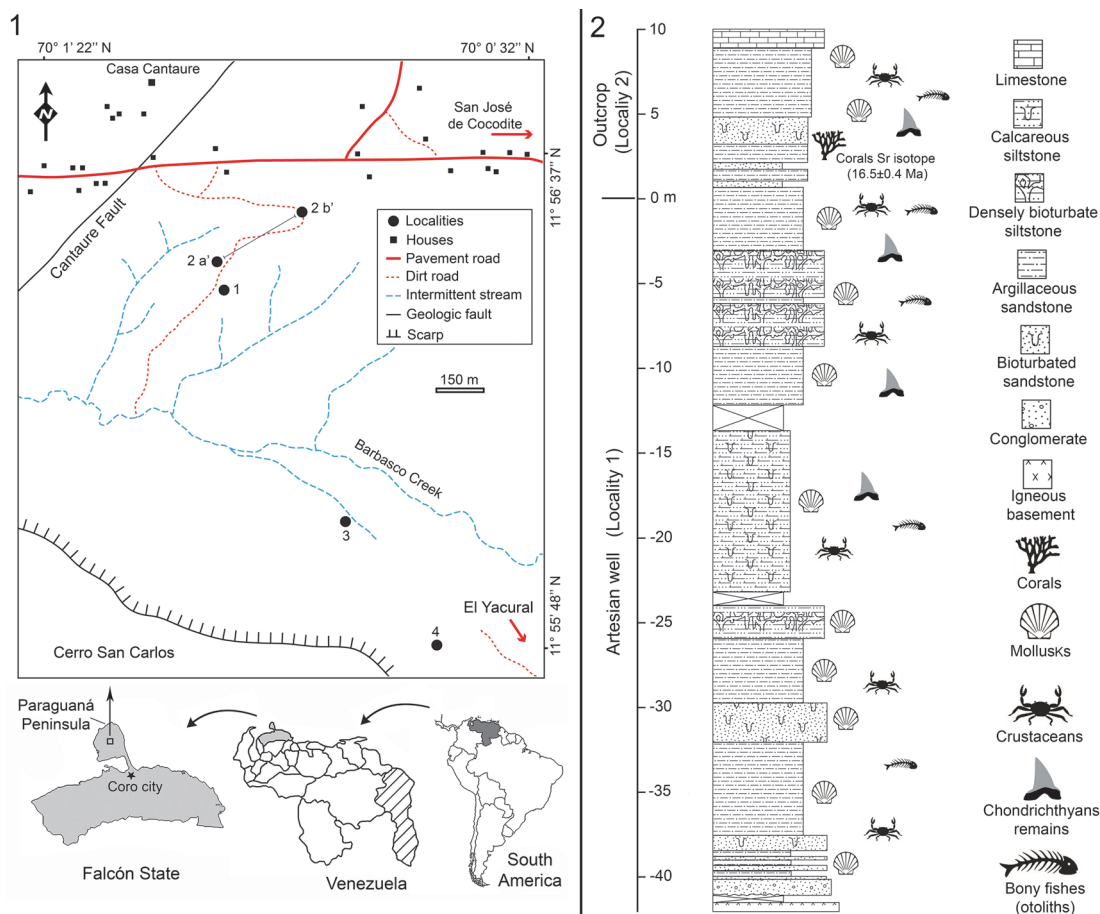 1
70° 1' 22’’ N
70° 0’ 32’’ N
Casa Cantaure
N
San José
de Cocodite
11° 56’ 37’’ N
Cantaure Fault
2 b’
2 a’
1
Localities
Houses
Pavement road
Dirt road
Intermittent stream
Geologic fault
Scarp
150 m
Barbasco Creek
3
El Yacural
4
11° 55’ 48’’ N
Cerro San Carlos
Paraguaná
Peninsula
Coro city
Falcón State
Venezuela
South
America
2
Outcrop
(Locality 2)
Artesian well (Locality 1)
10
5
0 m
-5
-10
-15
-20
-25
-30
-35
-40
Corals Sr isotope
(16.5±0.4 Ma)
Limestone
Calcareous
siltstone
Densely bioturbate
siltstone
Argillaceous
sandstone
Bioturbated
sandstone
Conglomerate
Igneous
basement
Corals
Mollusks
Crustaceans
Chondrichthyans
remains
Bony fishes
(otoliths)